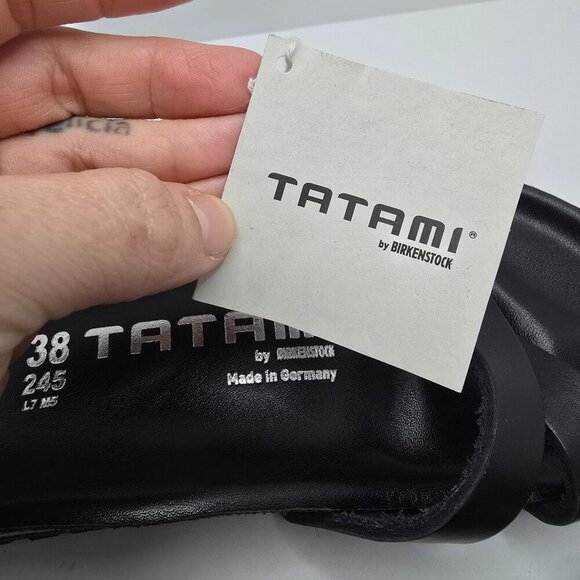 TATAMI®
by BIRKENSTOCK
38 TATAMI
245 by BIRKENSTOCK
L7 M5 Made in Germany